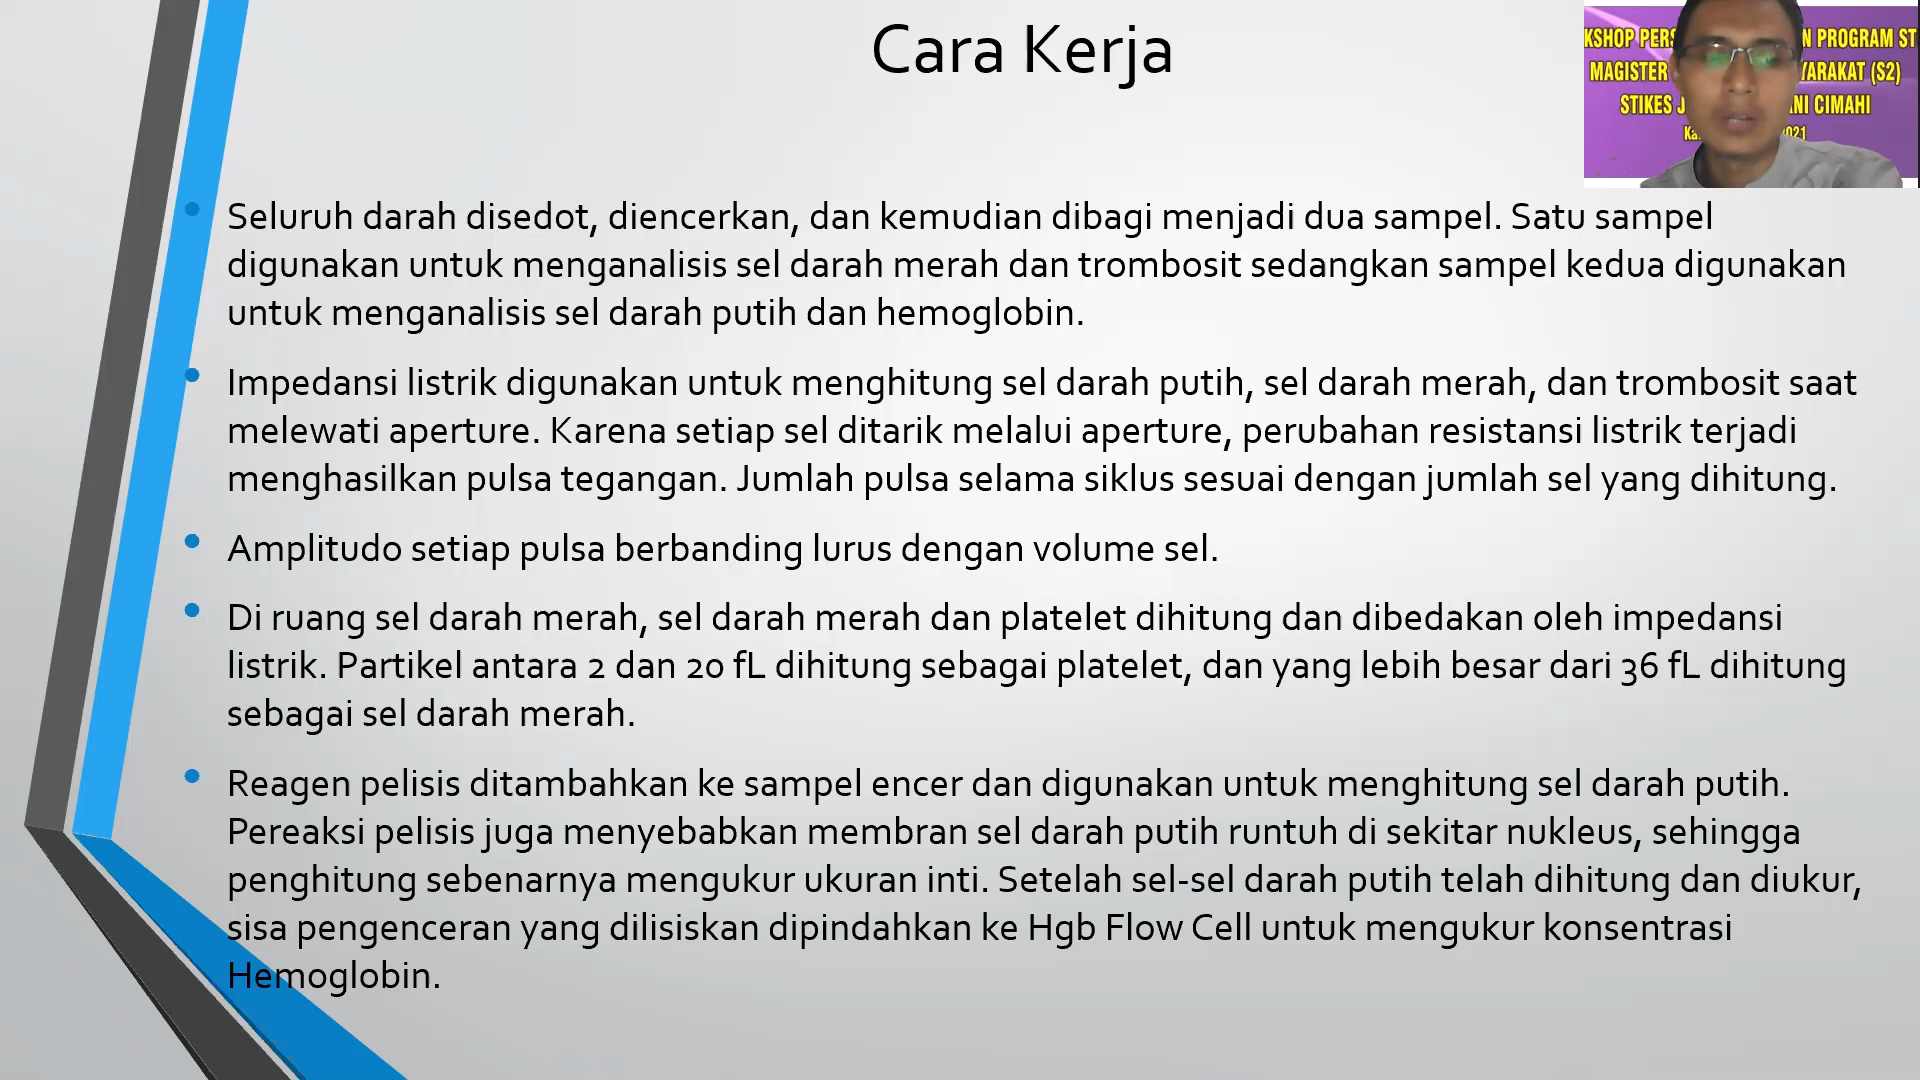 Cara Kerja
KSHOP PERS N PROGRAM ST
MAGISTER YARAKAT (S2)
STIKES J NI CIMAHI
021
• Seluruh darah disedot, diencerkan, dan kemudian dibagi menjadi dua sampel. Satu sampel
digunakan untuk menganalisis sel darah merah dan trombosit sedangkan sampel kedua digunakan
untuk menganalisis sel darah putih dan hemoglobin.
• Impedansi listrik digunakan untuk menghitung sel darah putih, sel darah merah, dan trombosit saat
melewati aperture. Karena setiap sel ditarik melalui aperture, perubahan resistansi listrik terjadi
menghasilkan pulsa tegangan. Jumlah pulsa selama siklus sesuai dengan jumlah sel yang dihitung.
• Amplitudo setiap pulsa berbanding lurus dengan volume sel.
• Di ruang sel darah merah, sel darah merah dan platelet dihitung dan dibedakan oleh impedansi
listrik. Partikel antara 2 dan 20 fL dihitung sebagai platelet, dan yang lebih besar dari 36 fL dihitung
sebagai sel darah merah.
• Reagen pelisis ditambahkan ke sampel encer dan digunakan untuk menghitung sel darah putih.
Pereaksi pelisis juga menyebabkan membran sel darah putih runtuh di sekitar nukleus, sehingga
penghitung sebenarnya mengukur ukuran inti. Setelah sel-sel darah putih telah dihitung dan diukur,
sisa pengenceran yang dilisiskan dipindahkan ke Hgb Flow Cell untuk mengukur konsentrasi
Hemoglobin.